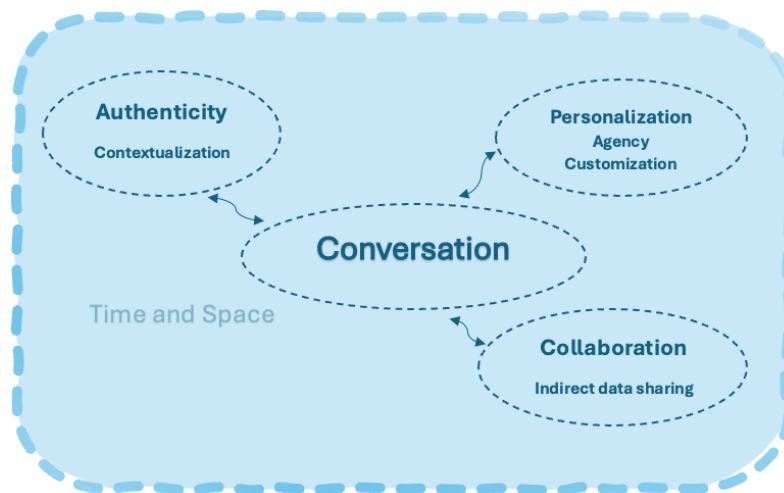 Authenticity
Contextualization
Personalization
Agency
Customization
Conversation
Time and Space
Collaboration
Indirect data sharing